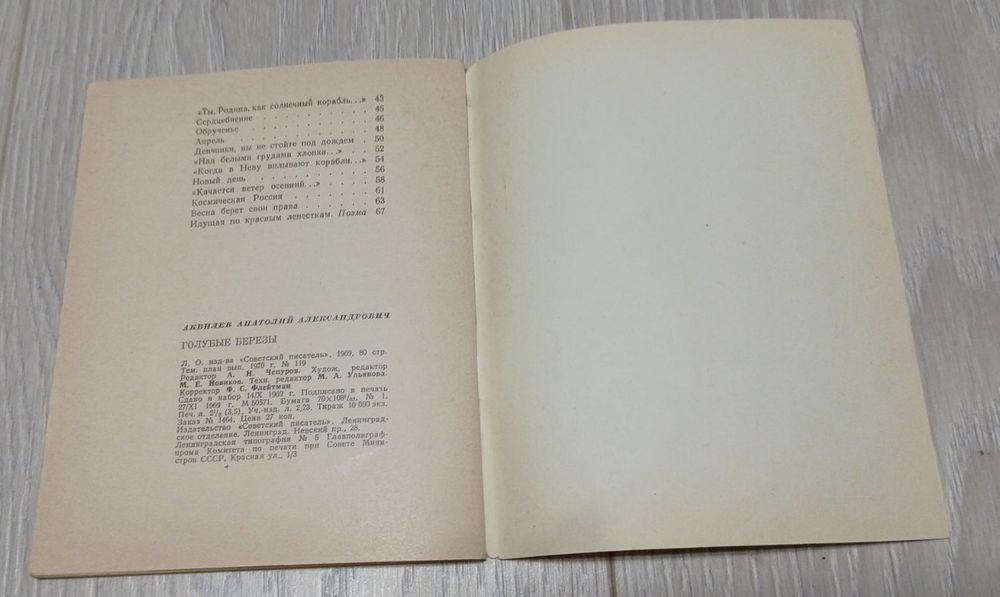 «Ты, Родина, как солнечный корабль...» 43
Сердцебиение . . . . . . . . . . 45
Обрученье . . . . . . . . . . . 46
Апрель . . . . . . . . . . . . 48
Девчонки, вы не стойте под дождем . 50
«Над белыми грудами хлопка...» . . 52
«Когда в Неву вплывают корабли...» 54
Новый день . . . . . . . . . . 56
«Качается ветер осенний...» . . . . 58
Космическая Россия . . . . . . . 61
Весна берет свои права . . . . . . 63
Идущая по красным лепесткам. Поэма 67
АКВИЛЕВ АНАТОЛИЙ АЛЕКСАНДРОВИЧ
ГОЛУБЫЕ БЕРЕЗЫ
Л. О. изд-ва «Советский писатель», 1969, 80 стр.
Тем. план вып. 1970 г. № 119
Редактор А. Н. Чепуров. Худож. редактор
М. Е. Новиков. Техн. редактор М. А. Ульянова.
Корректор Ф. С. Флейтман
Сдано в набор 14/X 1969 г. Подписано в печать
27/XI 1969 г. М 50571. Бумага 70×108¹/₃₂, № 1.
Печ. л. 2¹/₂ (3,5). Уч.-изд. л. 2,23. Тираж 10 000 экз.
Заказ № 1464. Цена 27 коп.
Издательство «Советский писатель». Ленинград-
ское отделение. Ленинград. Невский пр., 28.
Ленинградская типография № 5 Главполиграф-
прома Комитета по печати при Совете Мини-
стров СССР, Красная ул., 1/3